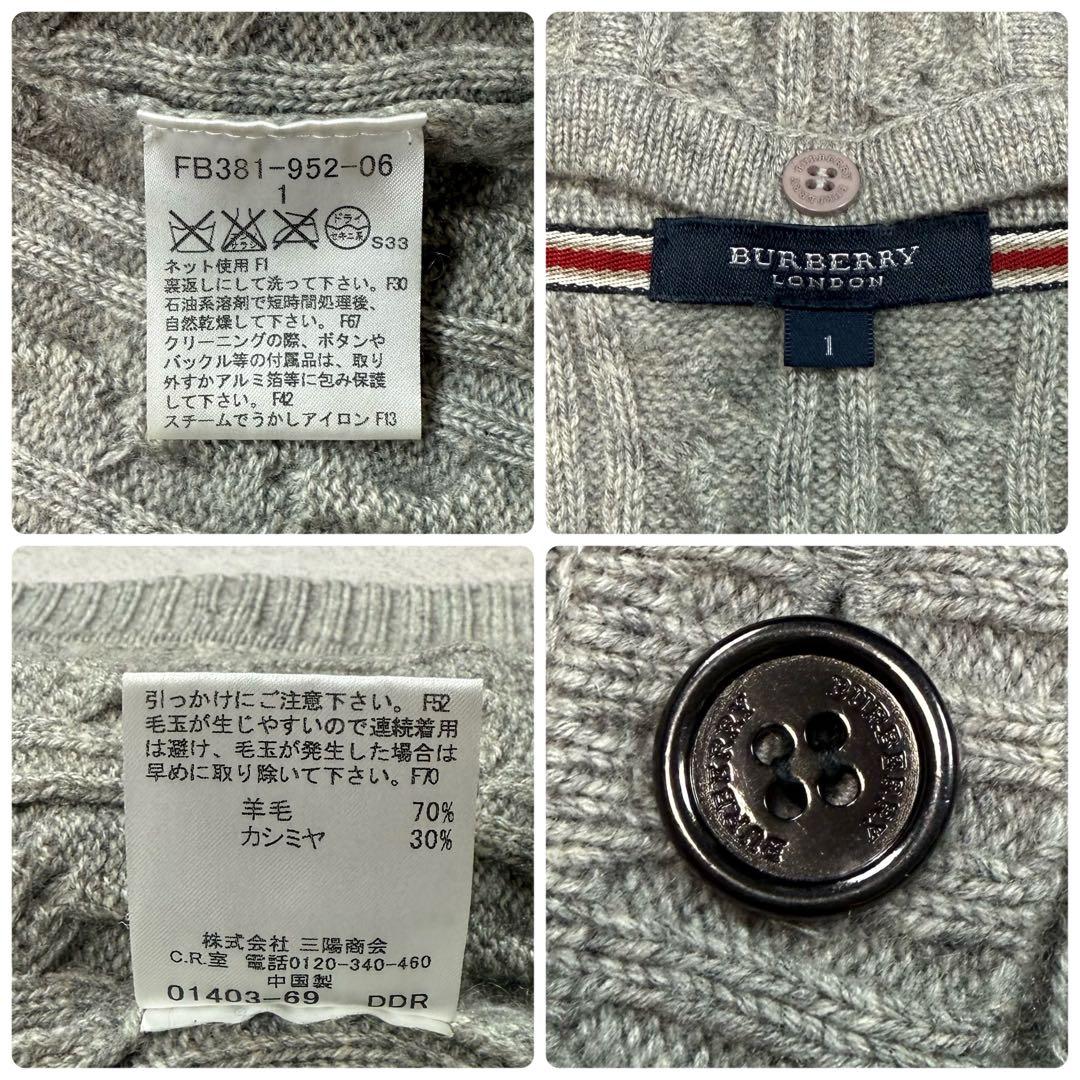 FB381-952-06
1
エンソサラシ
ドライ
セキユ系
S33
ネット使用 F1
裏返しにして洗って下さい。F30
石油系溶剤で短時間処理後、
自然乾燥して下さい。F67
クリーニングの際、ボタンや
バックル等の付属品は、取り
外すかアルミ箔等に包み保護
して下さい。F42
スチームでうかしアイロン F13
BURBERRY
BURBERRY
BURBERRY
LONDON
1
引っかけにご注意下さい。F52
毛玉が生じやすいので連続着用
は避け、毛玉が発生した場合は
早めに取り除いて下さい。F70
羊毛 70%
カシミヤ 30%
株式会社 三陽商会
C.R.室 電話0120-340-460
中国製
01403-69 DDR
BURBERRY
BURBERRY